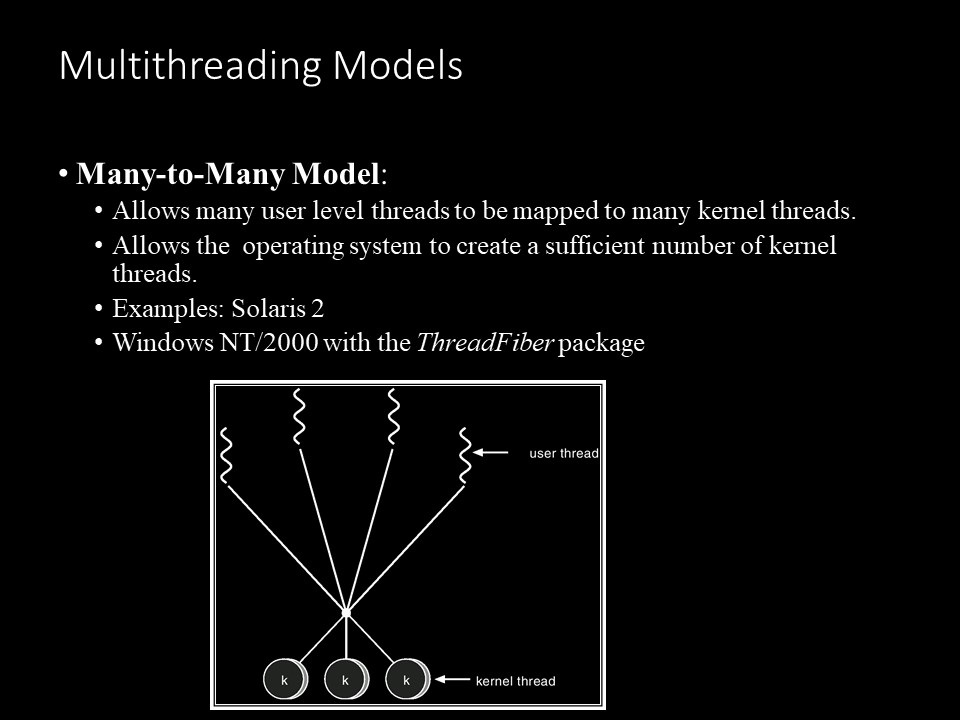 Multithreading Models
• Many-to-Many Model:
• Allows many user level threads to be mapped to many kernel threads.
• Allows the  operating system to create a sufficient number of kernel
threads.
• Examples: Solaris 2
• Windows NT/2000 with the ThreadFiber package
user thread
k k k
kernel thread